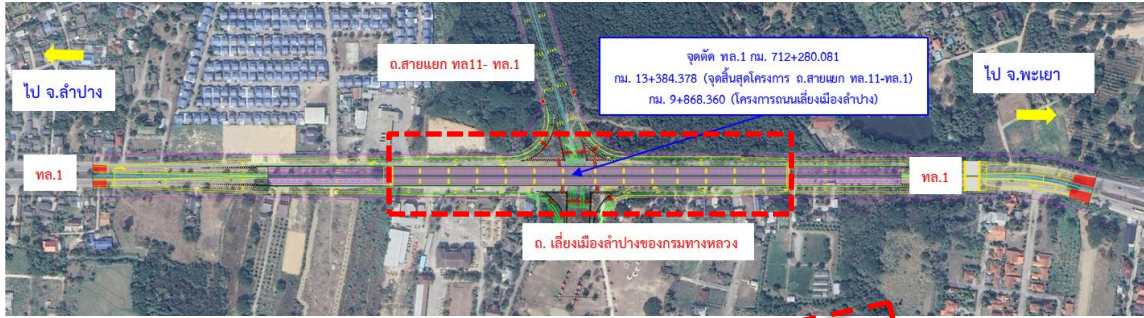 ไป จ.ลำปาง
ถ.สายแยก ทล11- ทล.1
จุดตัด ทล.1 กม. 712+280.081
กม. 13+384.378 (จุดสิ้นสุดโครงการ ถ.สายแยก ทล.11-ทล.1)
กม. 9+868.360 (โครงการถนนเลี่ยงเมืองลำปาง)
ไป จ.พะเยา
ทล.1
ทล.1
ถ. เลี่ยงเมืองลำปางของกรมทางหลวง